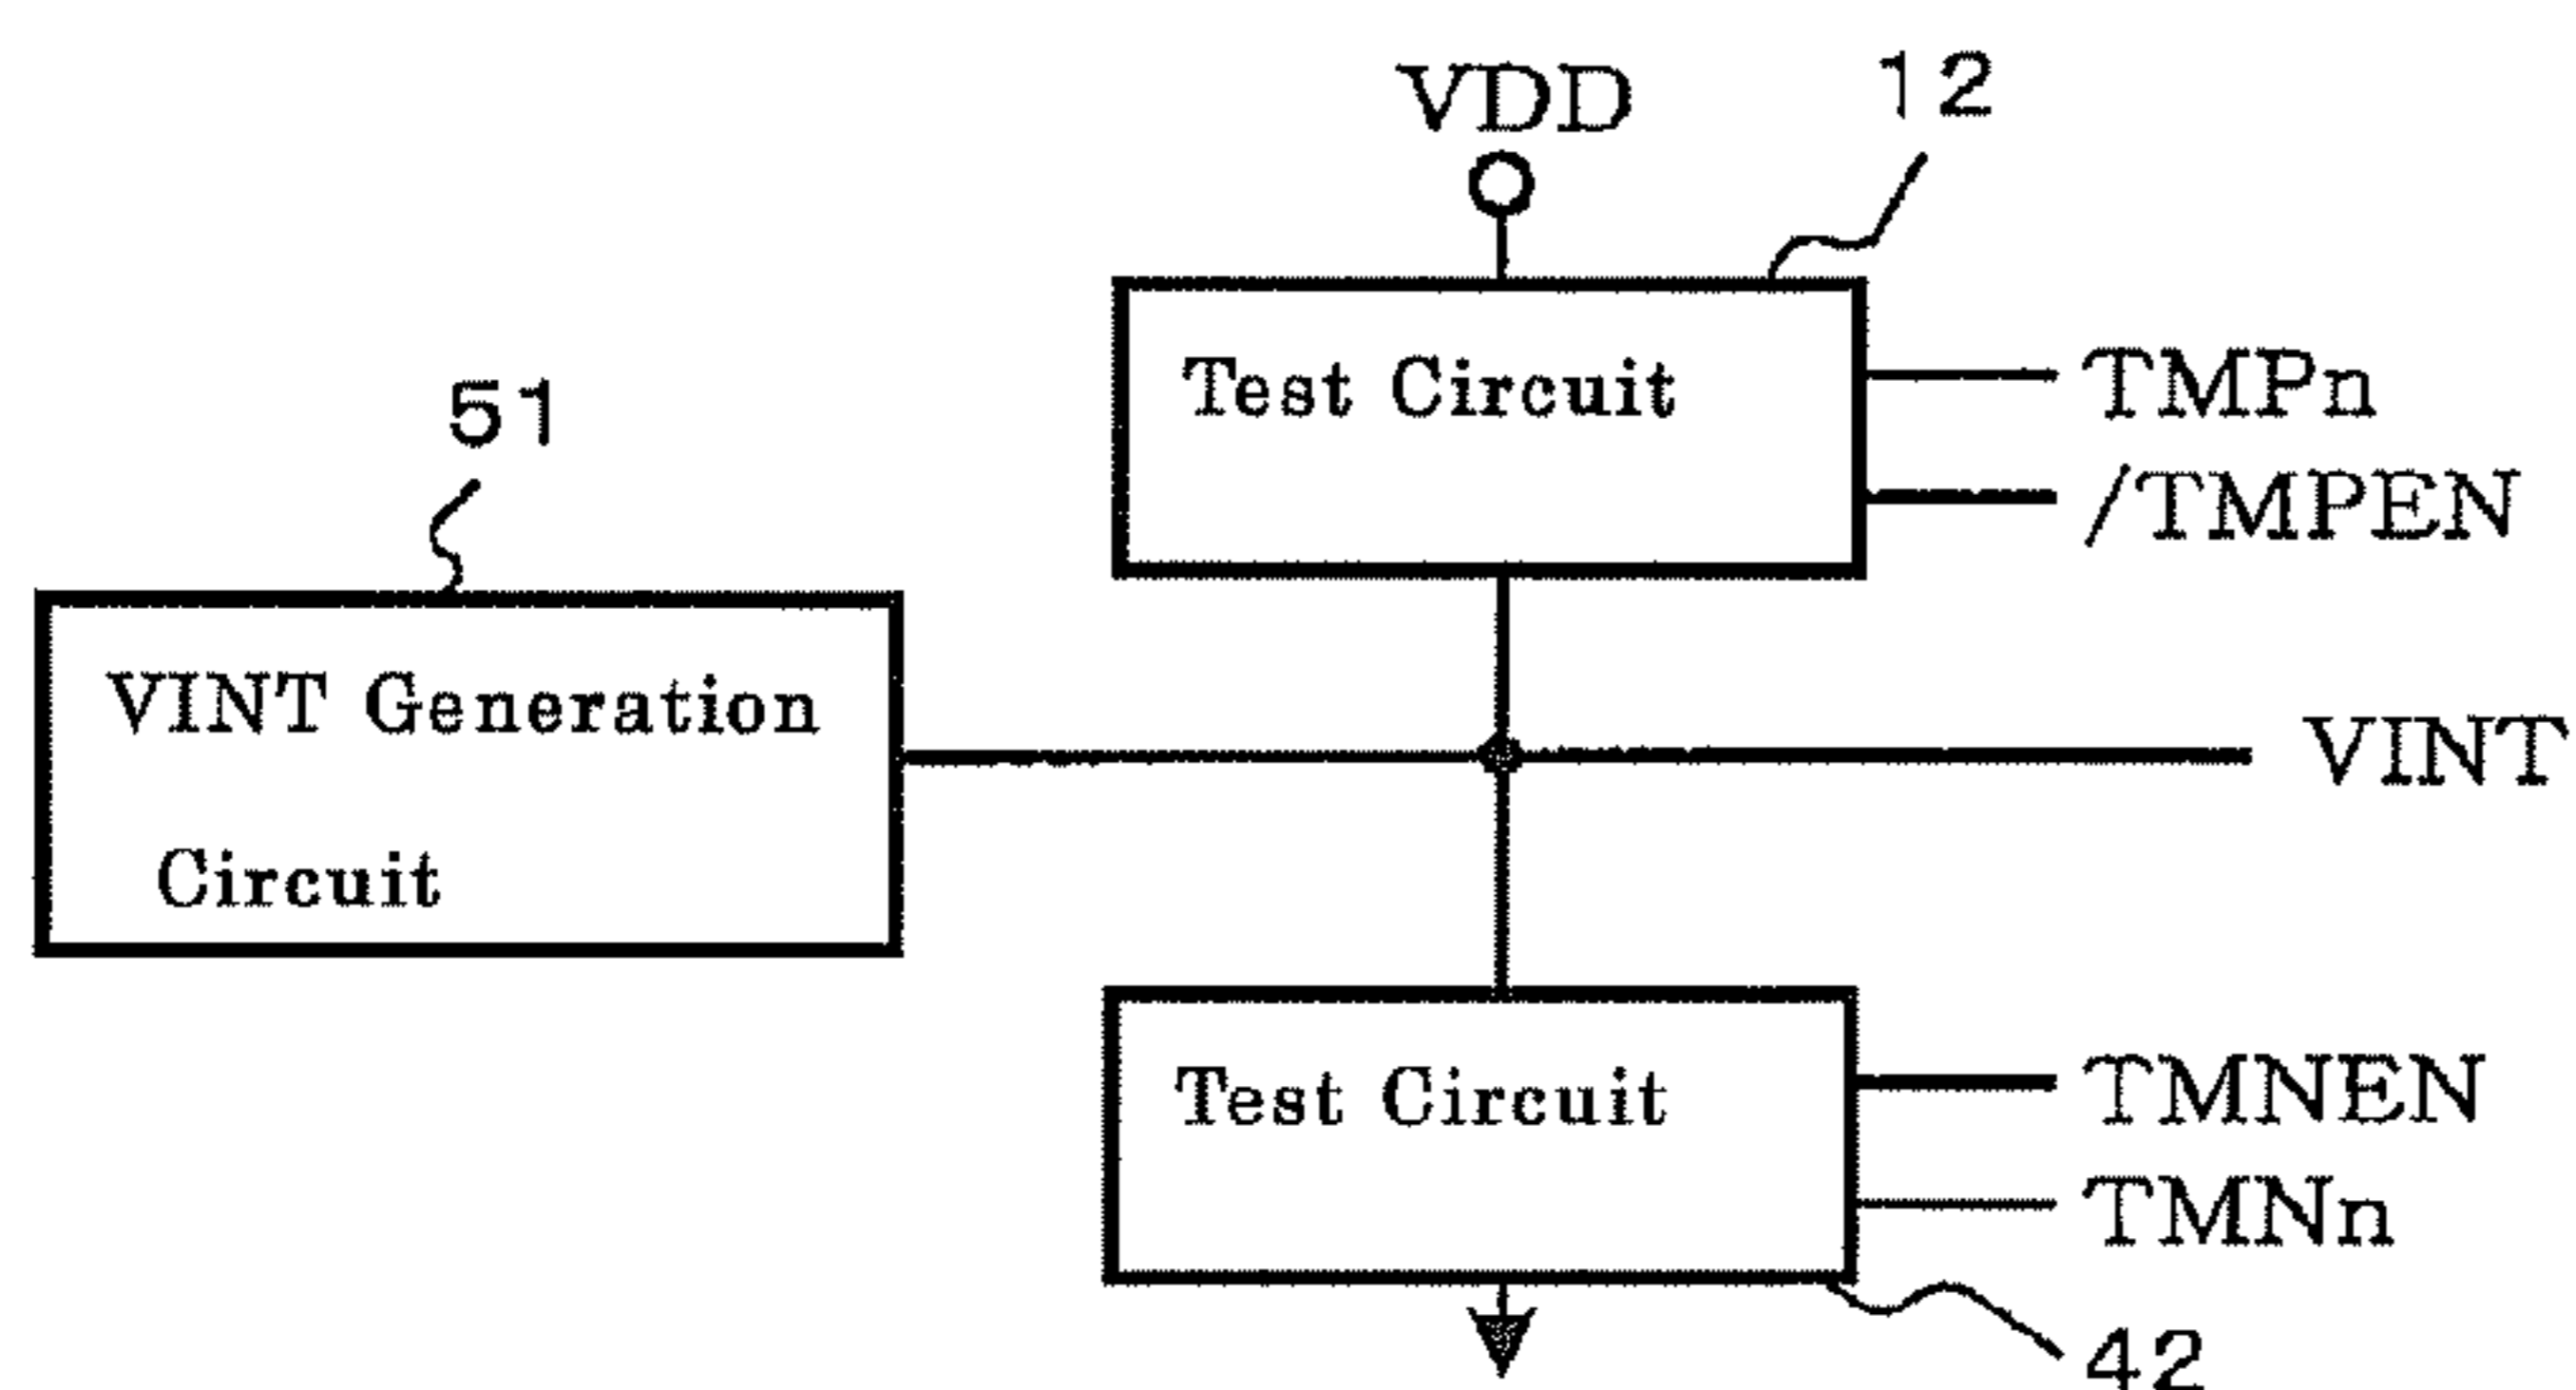 VDD
12
Test Circuit
TMPn
/TMPEN
51
VINT Generation
Circuit
VINT
Test Circuit
TMNEN
TMNn
42